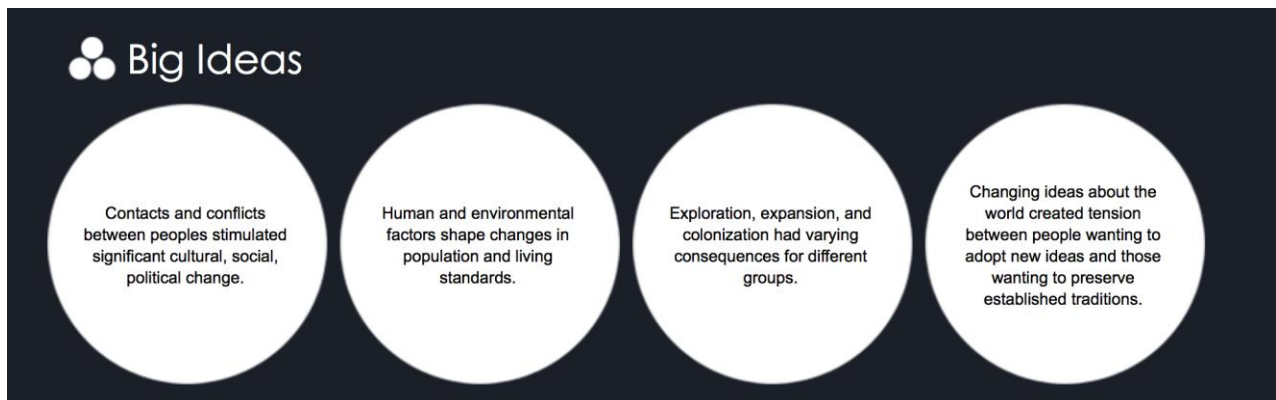 Big Ideas
Contacts and conflicts
between peoples stimulated
significant cultural, social,
political change.
Human and environmental
factors shape changes in
population and living
standards.
Exploration, expansion, and
colonization had varying
consequences for different
groups.
Changing ideas about the
world created tension
between people wanting to
adopt new ideas and those
wanting to preserve
established traditions.